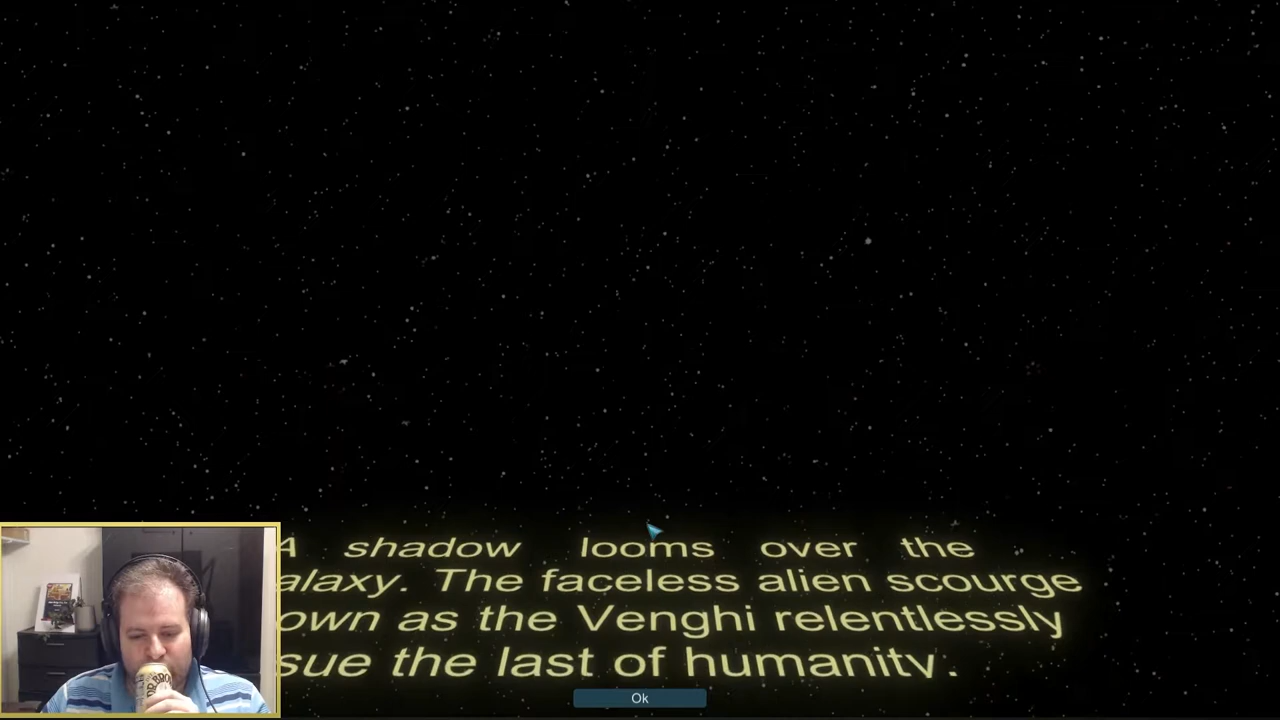 A shadow looms over the
alaxy. The faceless alien scourge
own as the Venghi relentlessly
sue the last of humanity.
Ok